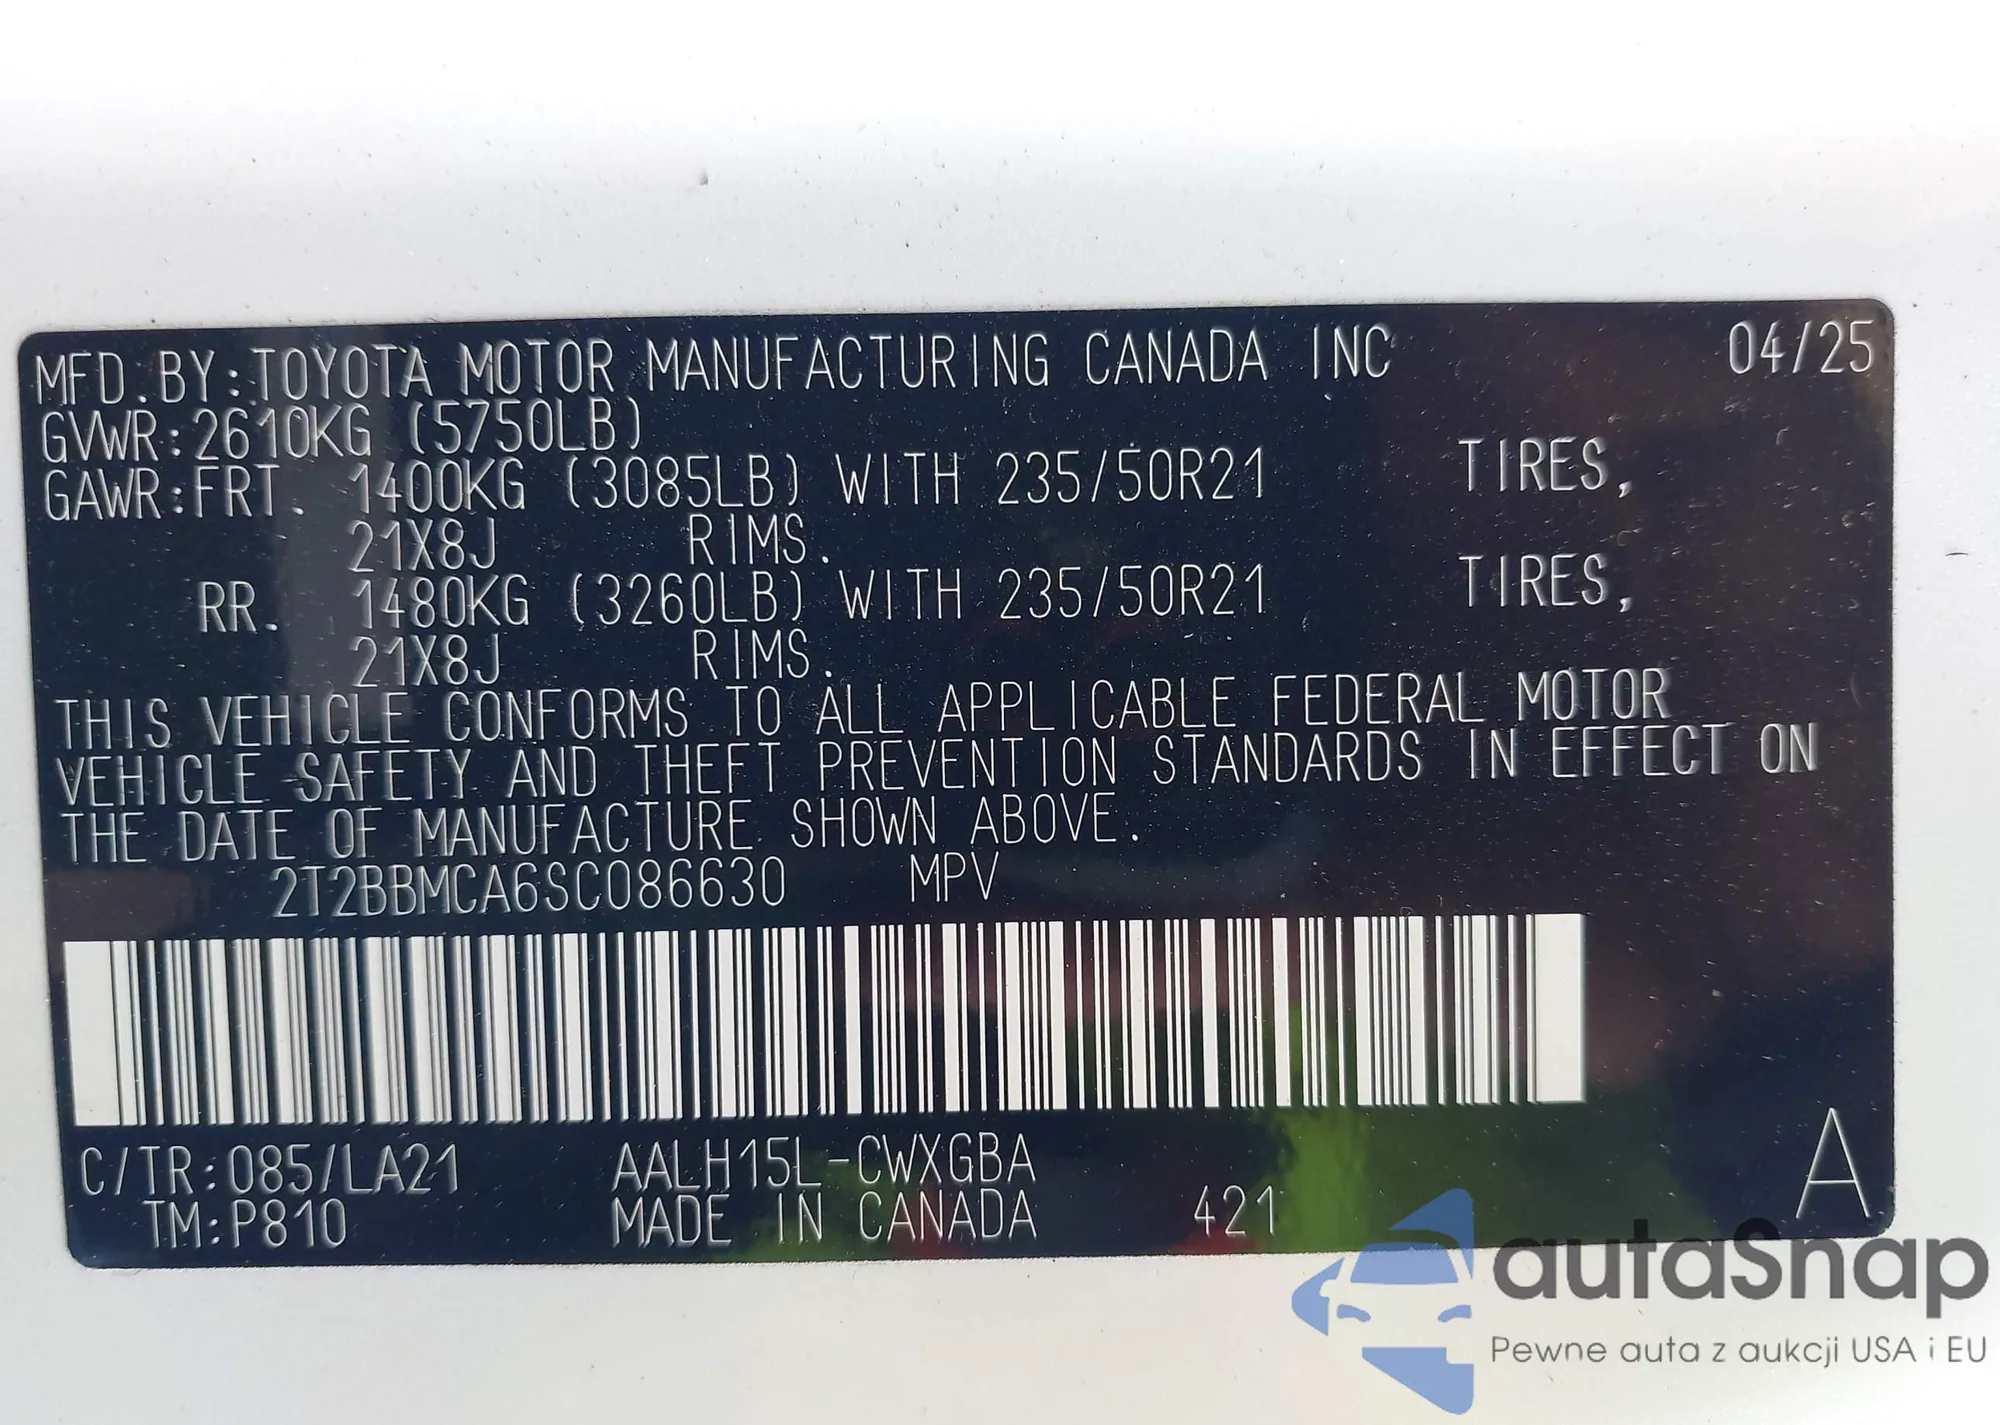 MFD.BY:TOYOTA MOTOR MANUFACTURING CANADA INC 04/25
GVWR:2610KG (5750LB)
GAWR:FRT. 1400KG (3085LB) WITH 235/50R21 TIRES,
21X8J RIMS.
RR. 1480KG (3260LB) WITH 235/50R21 TIRES,
21X8J RIMS.
THIS VEHICLE CONFORMS TO ALL APPLICABLE FEDERAL MOTOR
VEHICLE SAFETY AND THEFT PREVENTION STANDARDS IN EFFECT ON
THE DATE OF MANUFACTURE SHOWN ABOVE.
2T2BBMCA6SC086630 MPV
C/TR:085/LA21 AALH15L-CWXGBA A
TM:P810 MADE IN CANADA 421
autaSnap
Pewne auta z aukcji USA i EU